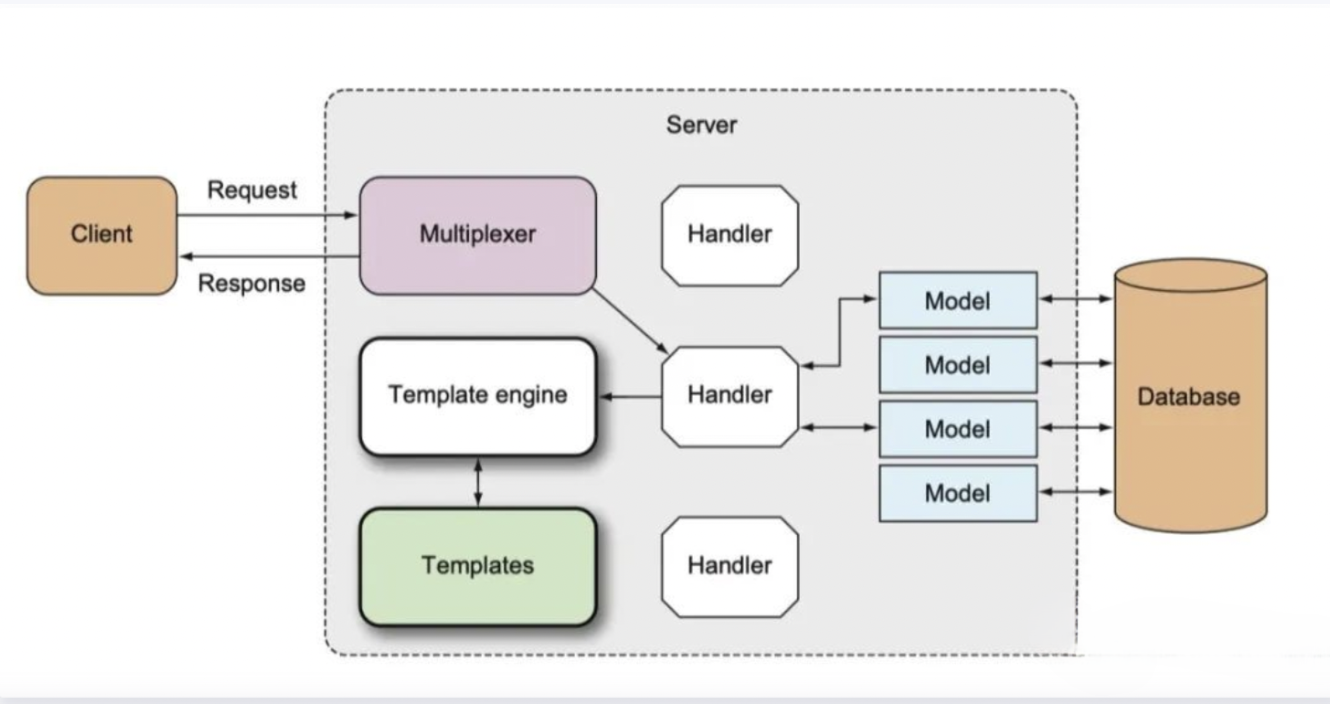 Server
Request
Client
Multiplexer
Handler
Response
Model
Model
Template engine
Handler
Database
Model
Model
Templates
Handler